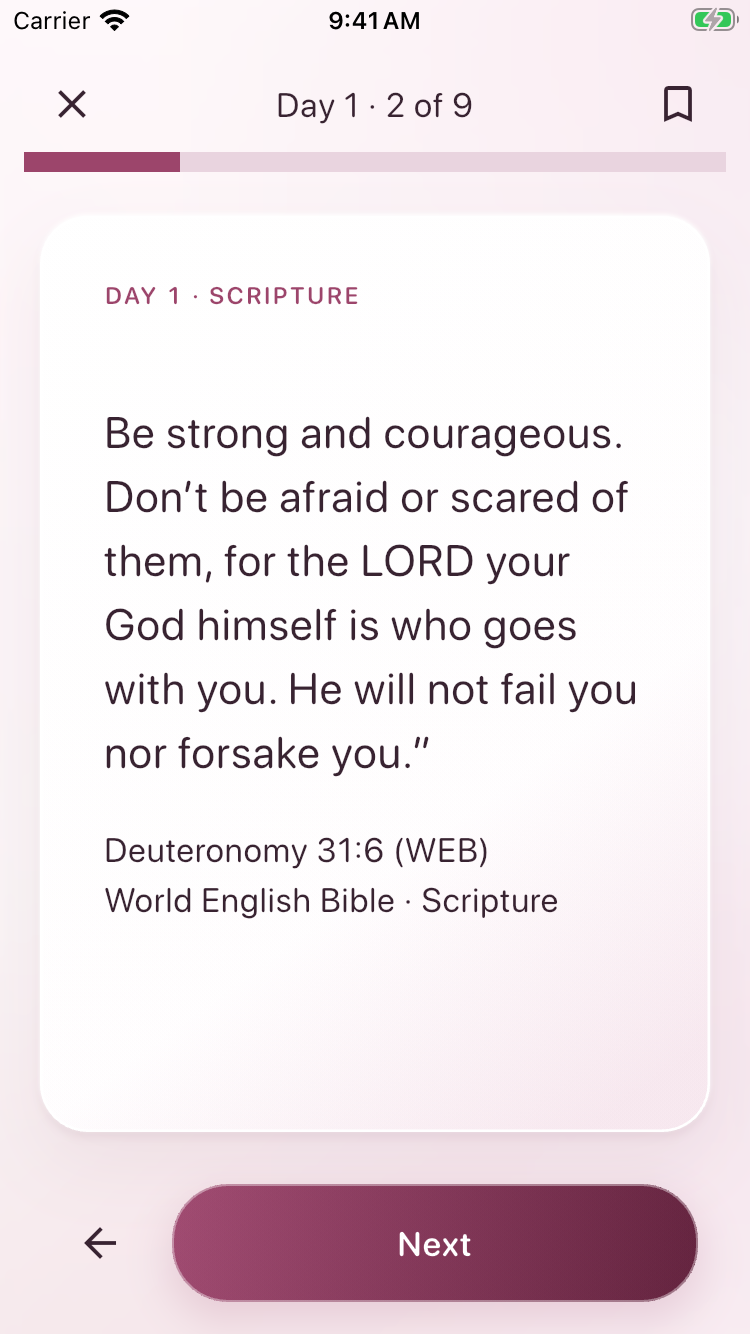 Carrier 9:41 AM
Day 1 · 2 of 9
DAY 1 · SCRIPTURE
Be strong and courageous.
Don’t be afraid or scared of
them, for the LORD your
God himself is who goes
with you. He will not fail you
nor forsake you.”
Deuteronomy 31:6 (WEB)
World English Bible · Scripture
Next